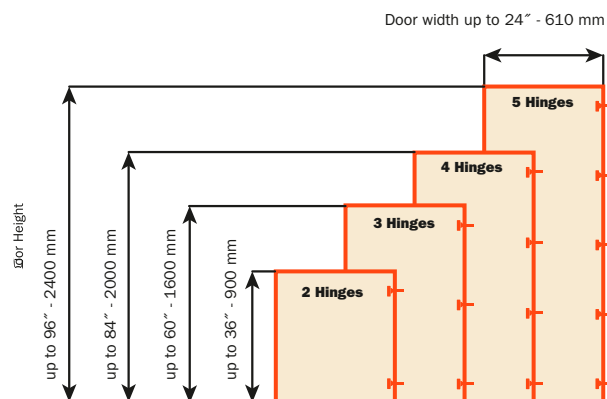 Door width up to 24″ - 610 mm
5 Hinges
4 Hinges
3 Hinges
2 Hinges
Door Height
up to 96″ - 2400 mm
up to 84″ - 2000 mm
up to 60″ - 1600 mm
up to 36″ - 900 mm